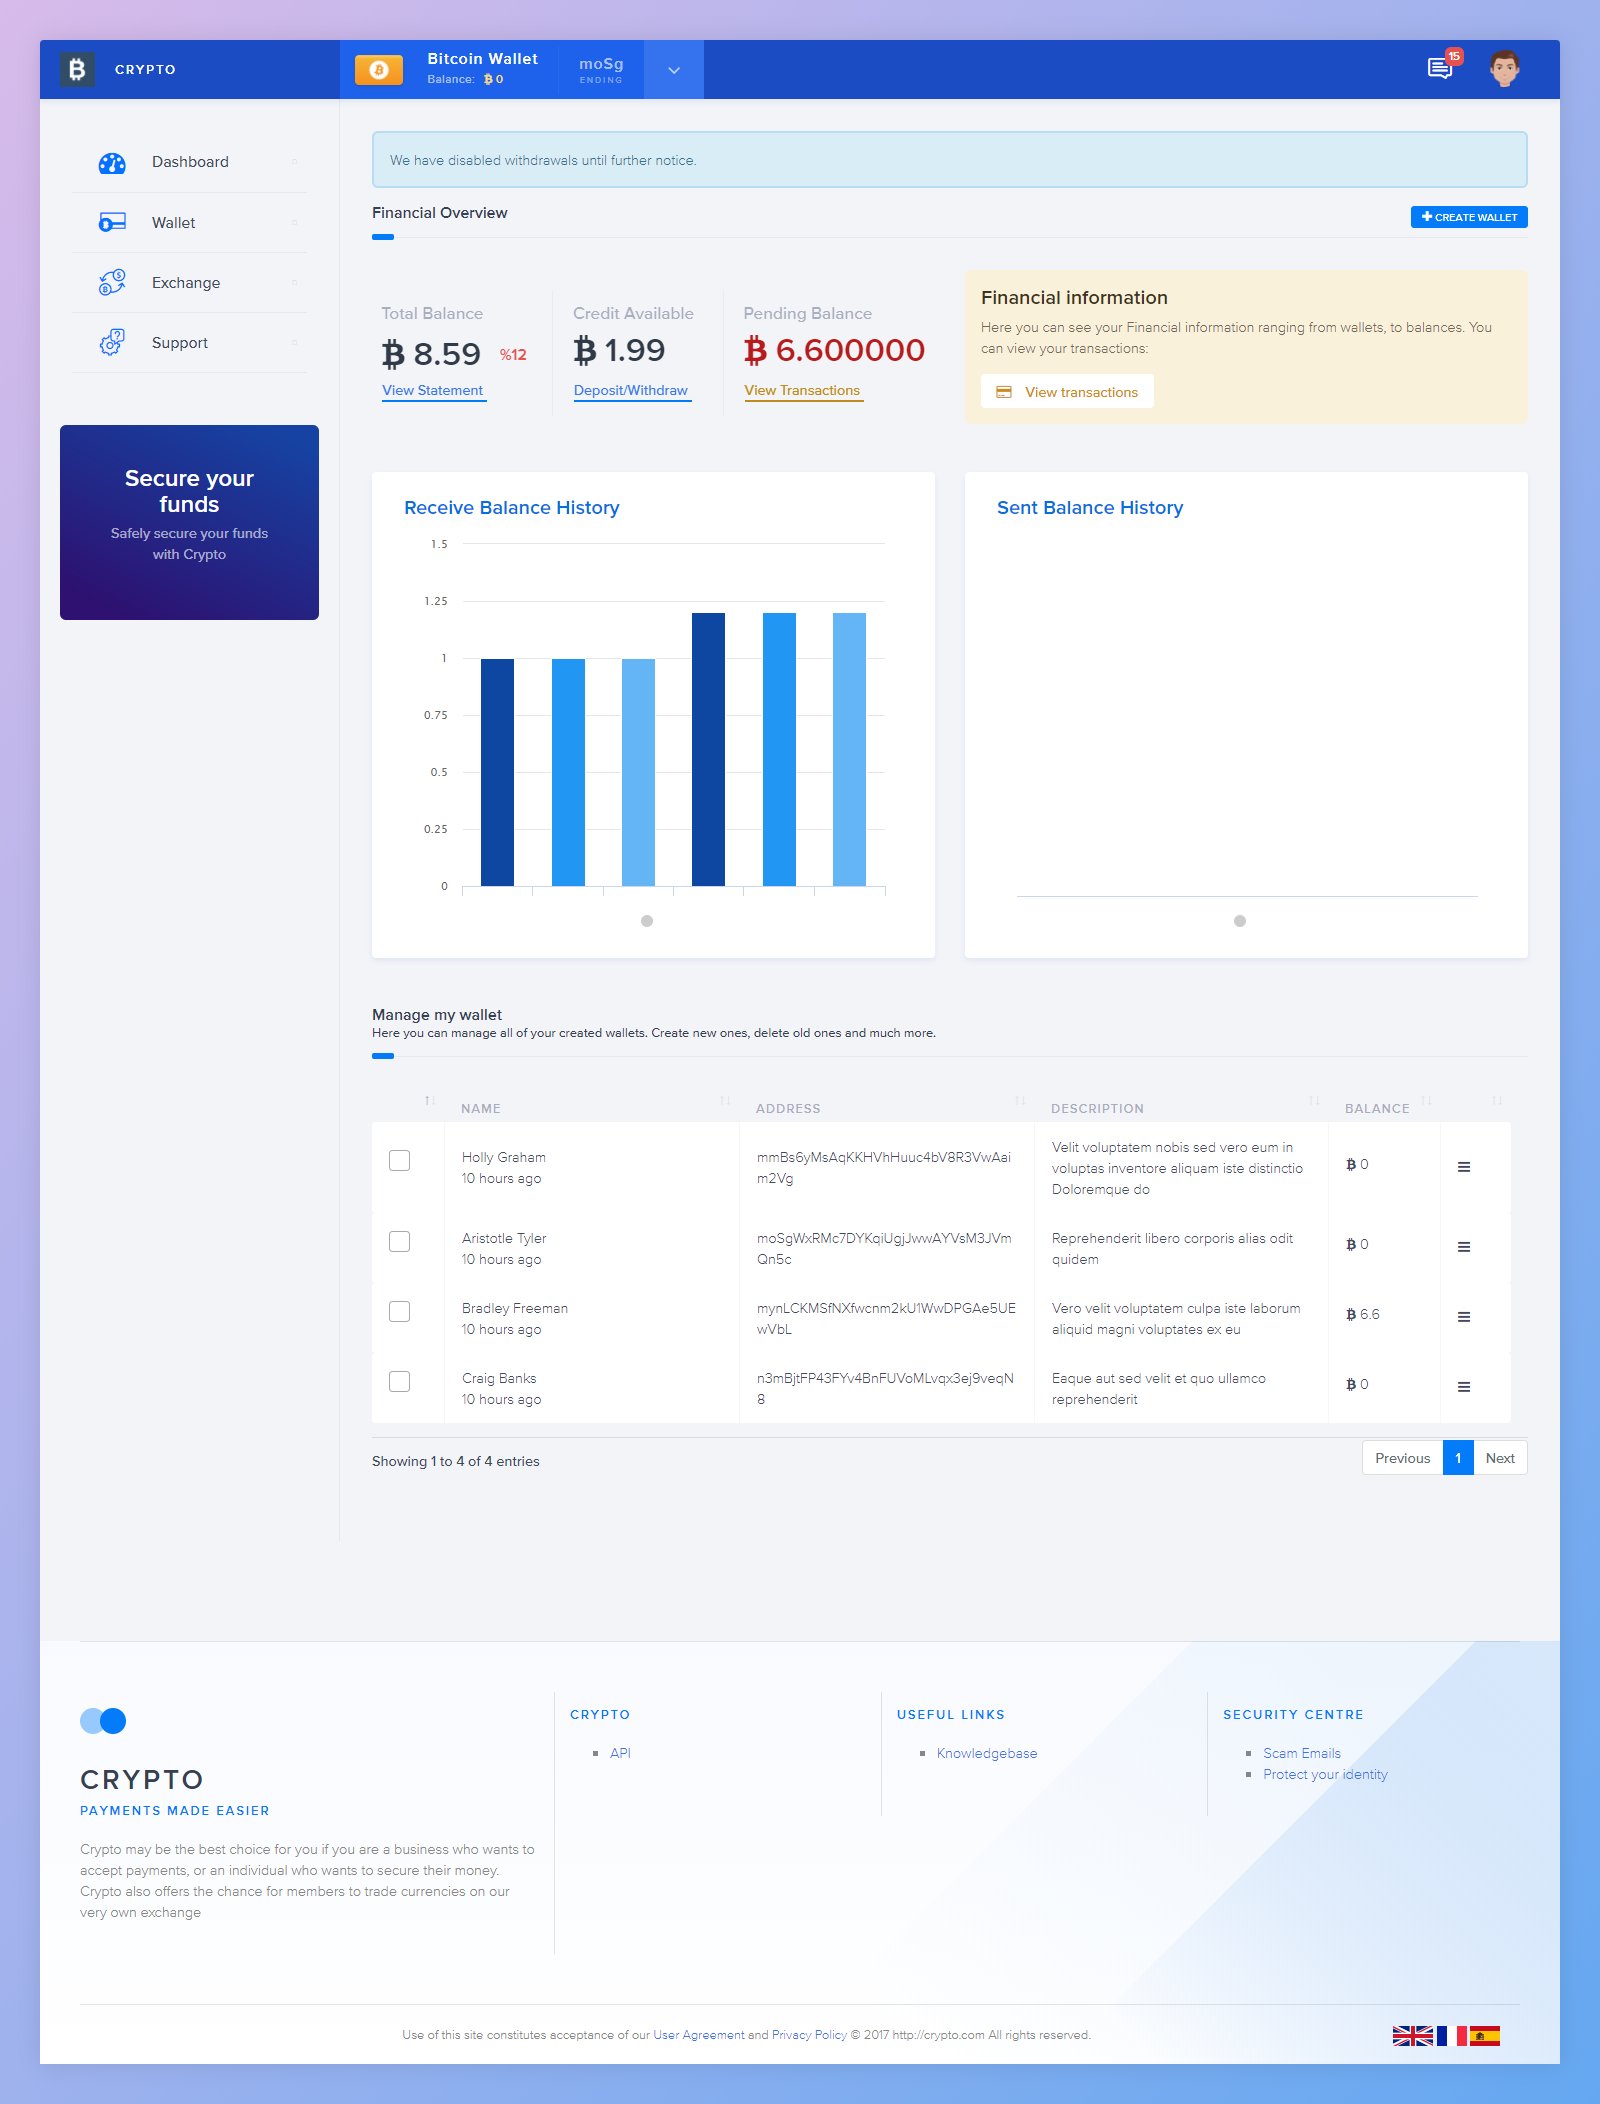 CRYPTO
Bitcoin Wallet
Balance: ₿ 0
moSg
ENDING
15
Dashboard
Wallet
Exchange
Support
Secure your
funds
Safely secure your funds
with Crypto
We have disabled withdrawals until further notice.
Financial Overview
CREATE WALLET
Total Balance
₿ 8.59 %12
View Statement
Credit Available
₿ 1.99
Deposit/Withdraw
Pending Balance
₿ 6.600000
View Transactions
Financial information
Here you can see your Financial information ranging from wallets, to balances. You
can view your transactions:
View transactions
Receive Balance History
1.5
1.25
1
0.75
0.5
0.25
0
Sent Balance History
Manage my wallet
Here you can manage all of your created wallets. Create new ones, delete old ones and much more.
NAME ADDRESS DESCRIPTION BALANCE
Holly Graham
10 hours ago
mmBs6yMsAqKKHVhHuuc4bV8R3VwAai
m2Vg
Velit voluptatem nobis sed vero eum in
voluptas inventore aliquam iste distinctio
Doloremque do
₿ 0
Aristotle Tyler
10 hours ago
moSgWxRMc7DYKqiUgjJwwAYVsM3JVm
Qn5c
Reprehenderit libero corporis alias odit
quidem
₿ 0
Bradley Freeman
10 hours ago
mynLCKMSfNXfwcnm2kU1WwDPGAe5UE
wVbL
Vero velit voluptatem culpa iste laborum
aliquid magni voluptates ex eu
₿ 6.6
Craig Banks
10 hours ago
n3mBjtFP43FYv4BnFUVoMLvqx3ej9veqN
8
Eaque aut sed velit et quo ullamco
reprehenderit
₿ 0
Showing 1 to 4 of 4 entries
Previous 1 Next
CRYPTO
PAYMENTS MADE EASIER
Crypto may be the best choice for you if you are a business who wants to
accept payments, or an individual who wants to secure their money.
Crypto also offers the chance for members to trade currencies on our
very own exchange
CRYPTO
API
USEFUL LINKS
Knowledgebase
SECURITY CENTRE
Scam Emails
Protect your identity
Use of this site constitutes acceptance of our User Agreement and Privacy Policy © 2017 http://crypto.com All rights reserved.